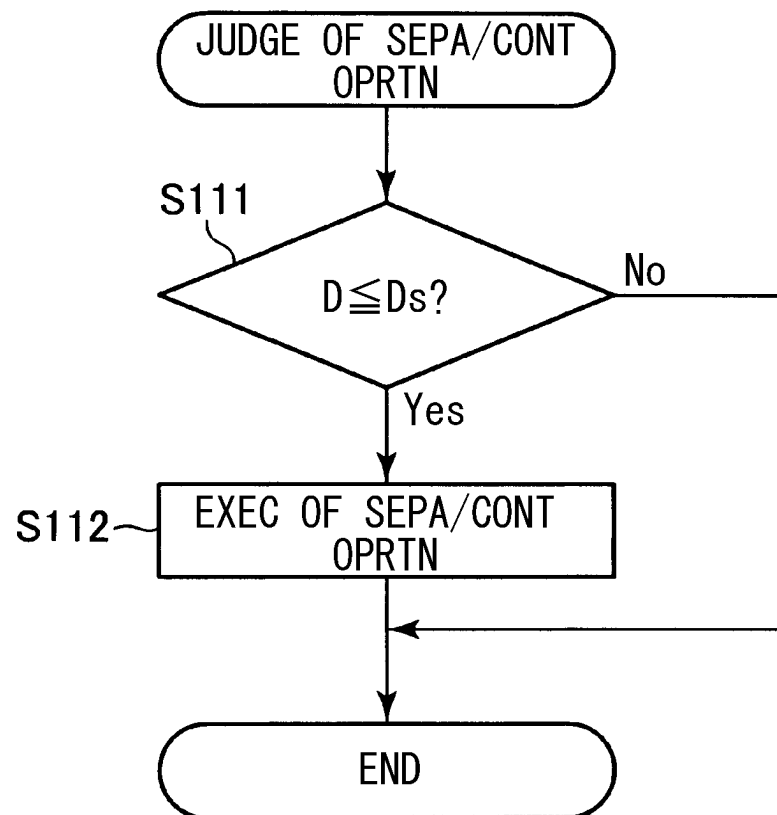 JUDGE OF SEPA/CONT
OPRTN
S111
D≦Ds?
No
Yes
S112
EXEC OF SEPA/CONT
OPRTN
END